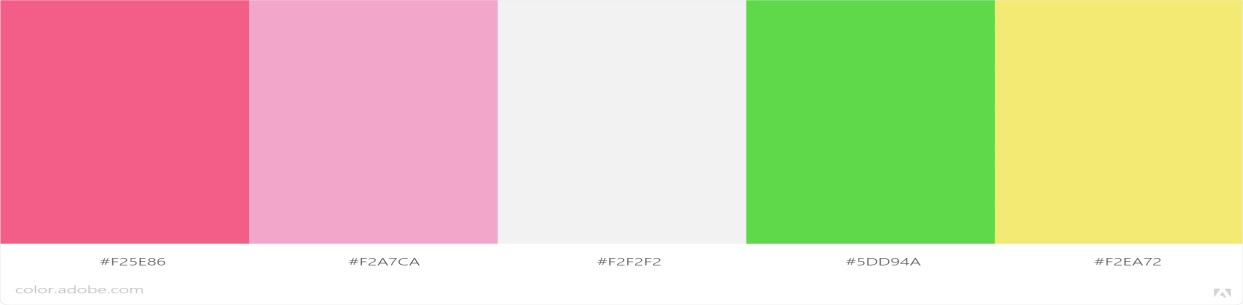 #F25E86 #F2A7CA #F2F2F2 #5DD94A #F2EA72
color.adobe.com